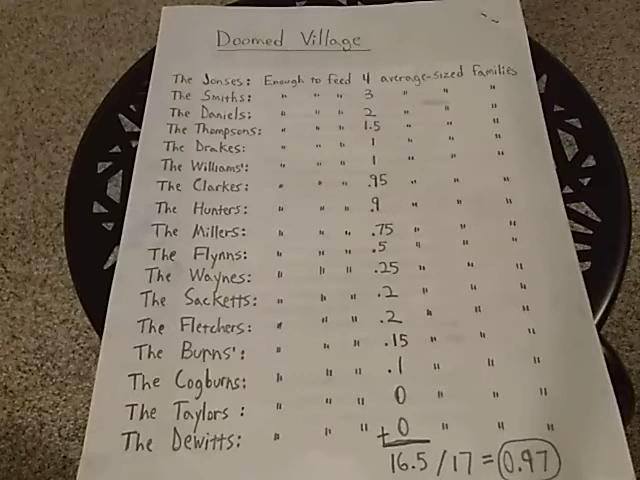 Doomed Village
The Jonses: Enough to feed 4 average-sized families
The Smiths: " " " 3 " " "
The Daniels: " " " 2 " " "
The Thompsons: " " " 1.5 " " "
The Drakes: " " " 1 " " "
The Williams': " " " 1 " " "
The Clarkes: " " " .95 " " "
The Hunters: " " " .9 " " "
The Millers: " " " .75 " " "
The Flynns: " " " .5 " " "
The Waynes: " " " .25 " " "
The Sacketts: " " " .2 " " "
The Fletchers: " " " .2 " " "
The Burns': " " " .15 " " "
The Cogburns: " " " .1 " " "
The Taylors: " " " 0 " " "
The Dewitts: " " " + 0 " " "
16.5/17 = 0.97